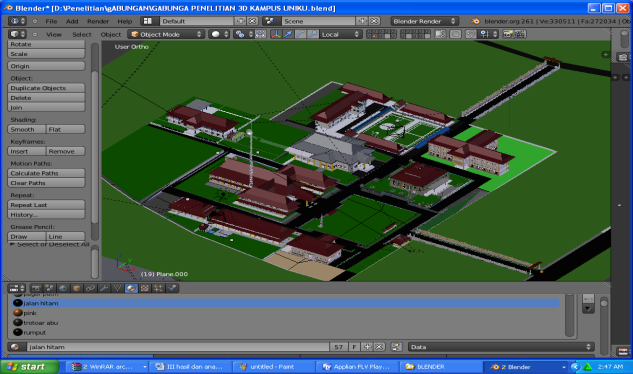 Blender* [D:\Penelitian\gABUNGAN\GABUNGA PENELITIAN 3D KAMPUS UNIKU.blend]
File Add Render Help Default Scene Blender Render blender.org 261 | Ve:330511 | Fa:272034 | Ob
View Select Object Object Mode Local
User Ortho
Rotate
Scale
Origin
Object:
Duplicate Objects
Delete
Join
Shading:
Smooth Flat
Keyframes:
Insert Remove
Motion Paths:
Calculate Paths
Clear Paths
Repeat:
Repeat Last
History...
Grease Pencil:
Draw Line
Select or Deselect All
(19) Plane.000
jalan hitam
pink
trotoar abu
rumput
jalan hitam 57 F Data
start 2 WinRAR arc... III hasil dan ana... untitled - Paint Applian FLV Play... bLENDER 2 Blender 2:47 AM